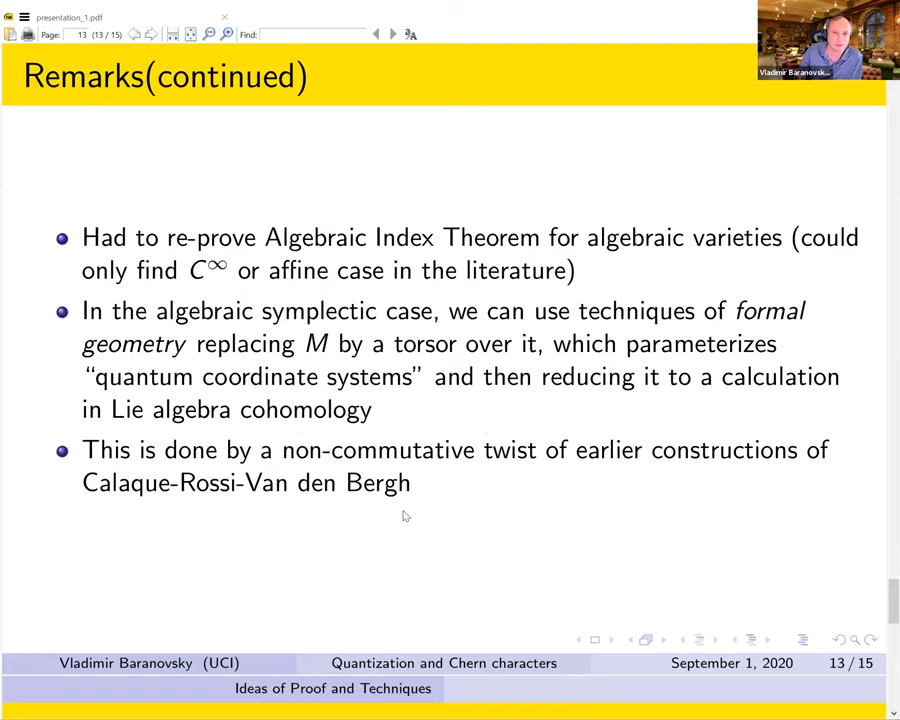 presentation_1.pdf
Page: 13 (13 / 15) Find:
Remarks(continued)
Vladimir Baranovsk...
Had to re-prove Algebraic Index Theorem for algebraic varieties (could
only find C∞ or affine case in the literature)
In the algebraic symplectic case, we can use techniques of formal
geometry replacing M by a torsor over it, which parameterizes
“quantum coordinate systems” and then reducing it to a calculation
in Lie algebra cohomology
This is done by a non-commutative twist of earlier constructions of
Calaque-Rossi-Van den Bergh
Vladimir Baranovsky (UCI) Quantization and Chern characters September 1, 2020 13 / 15
Ideas of Proof and Techniques